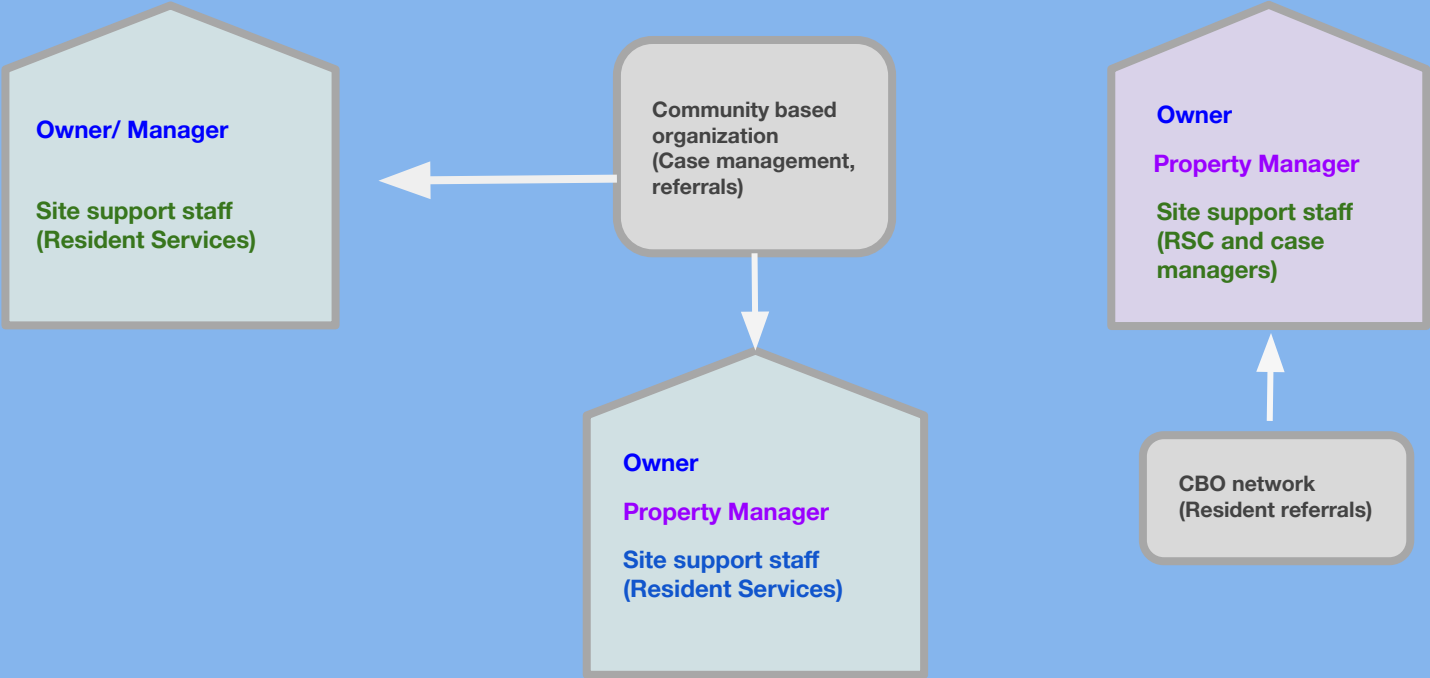 Owner/ Manager
Site support staff
(Resident Services)
Community based
organization
(Case management,
referrals)
Owner
Property Manager
Site support staff
(Resident Services)
Owner
Property Manager
Site support staff
(RSC and case
managers)
CBO network
(Resident referrals)